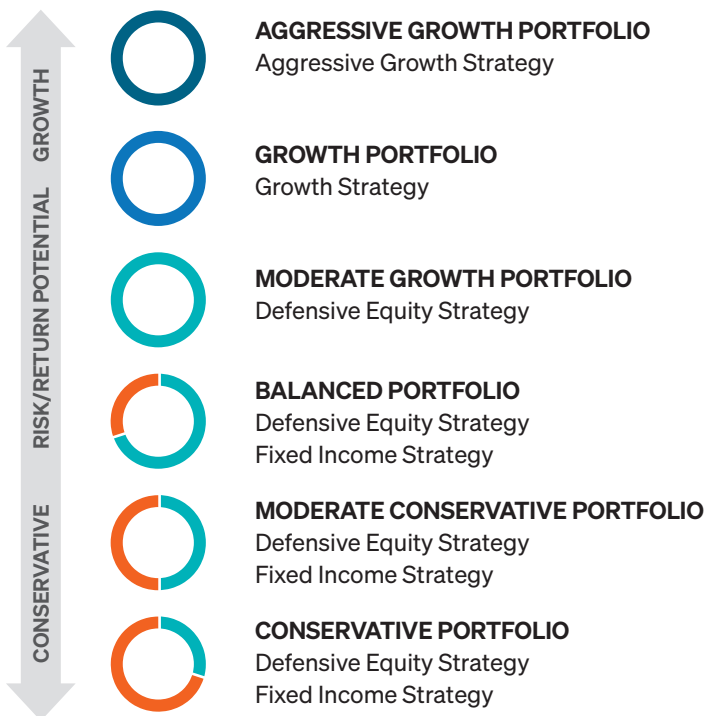 GROWTH
RISK/RETURN POTENTIAL
CONSERVATIVE
AGGRESSIVE GROWTH PORTFOLIO
Aggressive Growth Strategy
GROWTH PORTFOLIO
Growth Strategy
MODERATE GROWTH PORTFOLIO
Defensive Equity Strategy
BALANCED PORTFOLIO
Defensive Equity Strategy
Fixed Income Strategy
MODERATE CONSERVATIVE PORTFOLIO
Defensive Equity Strategy
Fixed Income Strategy
CONSERVATIVE PORTFOLIO
Defensive Equity Strategy
Fixed Income Strategy